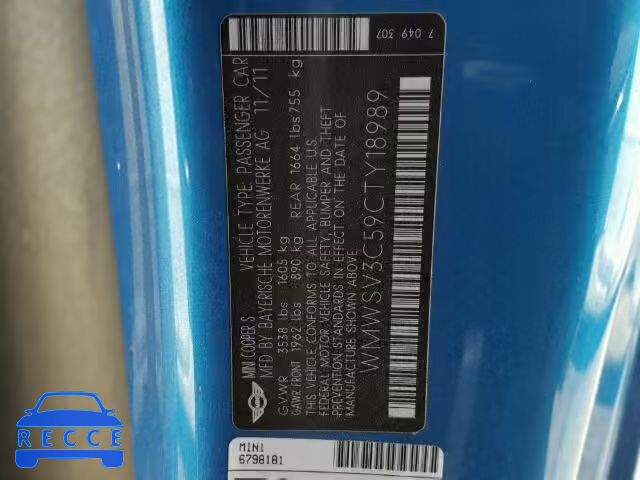 MINI COOPER S VEHICLE TYPE: PASSENGER CAR
MFD BY BAYERISCHE MOTORENWERKE AG 11/11
GVWR 3538 lbs 1605 kg
GAWR:FRONT 1962 lbs 890 kg REAR 1664 lbs 755 kg
THIS VEHICLE CONFORMS TO ALL APPLICABLE U.S.
FEDERAL MOTOR VEHICLE SAFETY, BUMPER AND THEFT
PREVENTION STANDARDS IN EFFECT ON THE DATE OF
MANUFACTURE SHOWN ABOVE.
WMWSV3C59CTY18989
7 049 307
MINI
6798181
RECCE